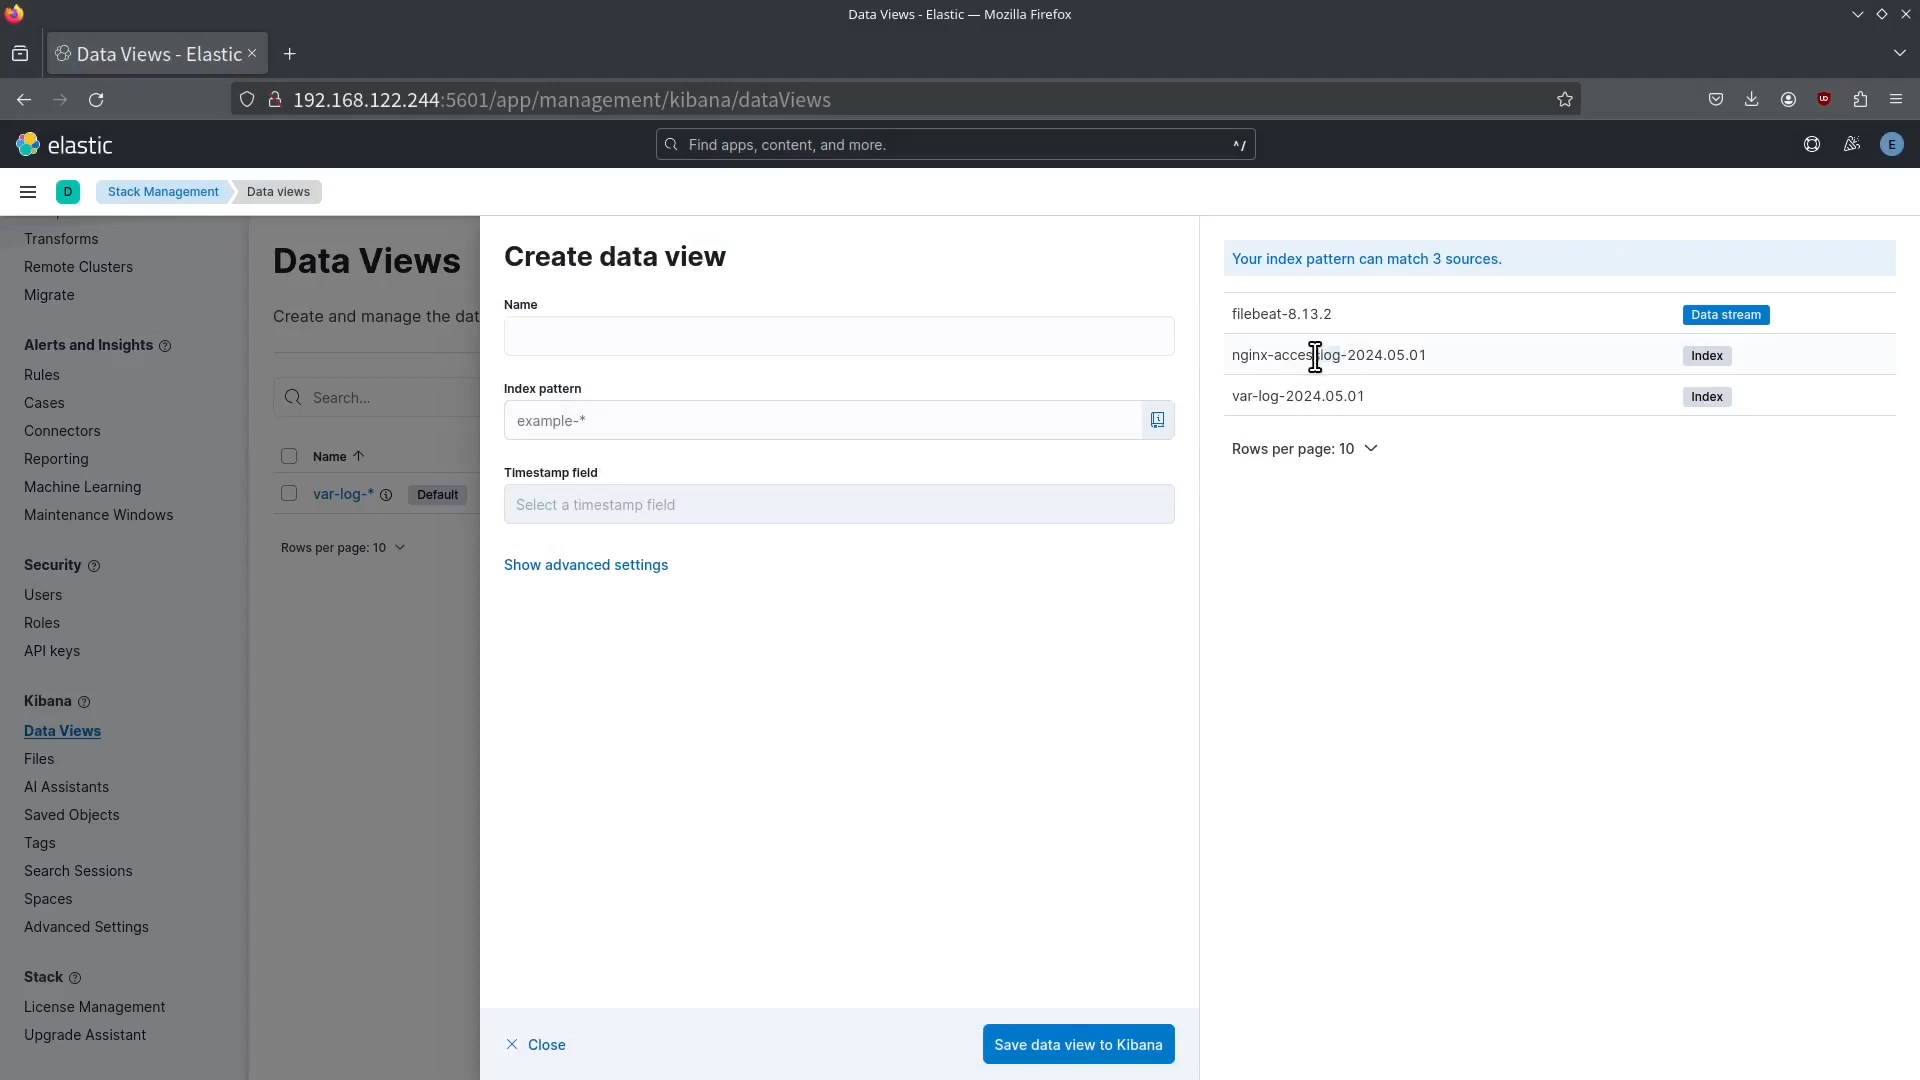 Data Views - Elastic — Mozilla Firefox
Data Views - Elastic
192.168.122.244:5601/app/management/kibana/dataViews
elastic
Find apps, content, and more.
^/
E
D
Stack Management
Data views
Transforms
Remote Clusters
Migrate
Alerts and Insights
Rules
Cases
Connectors
Reporting
Machine Learning
Maintenance Windows
Security
Users
Roles
API keys
Kibana
Data Views
Files
AI Assistants
Saved Objects
Tags
Search Sessions
Spaces
Advanced Settings
Stack
License Management
Upgrade Assistant
Data Views
Create and manage the dat
Search...
Name
var-log-*
Default
Rows per page: 10
Create data view
Name
Index pattern
example-*
Timestamp field
Select a timestamp field
Show advanced settings
Close
Save data view to Kibana
Your index pattern can match 3 sources.
filebeat-8.13.2 Data stream
nginx-accesslog-2024.05.01 Index
var-log-2024.05.01 Index
Rows per page: 10